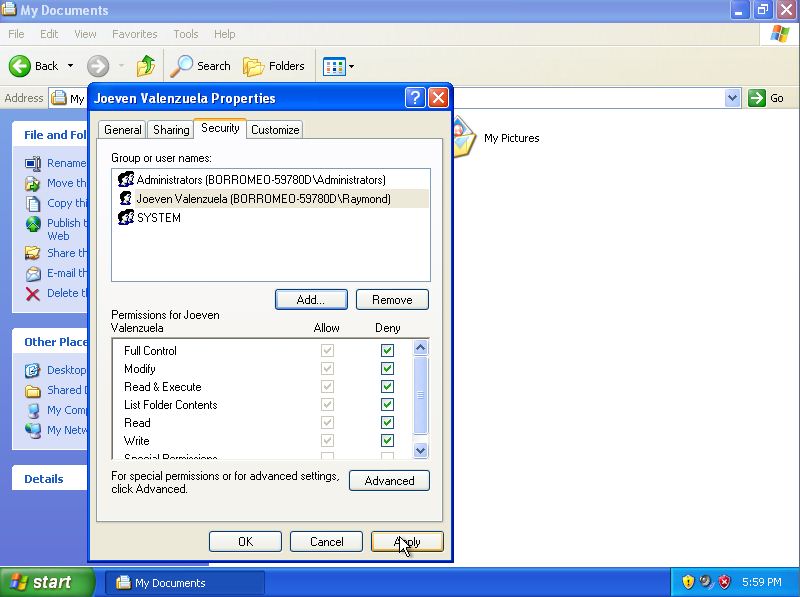 My Documents
File Edit View Favorites Tools Help
Back Search Folders
Address My Go
Joeven Valenzuela Properties
General Sharing Security Customize
File and Fol
Rename
Move th
Copy thi
Publish t
Web
Share th
E-mail th
Delete t
Group or user names:
Administrators (BORROMEO-59780D\Administrators)
Joeven Valenzuela (BORROMEO-59780D\Raymond)
SYSTEM
My Pictures
Add... Remove
Permissions for Joeven
Valenzuela Allow Deny
Full Control
Modify
Read & Execute
List Folder Contents
Read
Write
Special Permissions
Other Place
Desktop
Shared D
My Comp
My Netw
Details
For special permissions or for advanced settings,
click Advanced. Advanced
OK Cancel Apply
start My Documents 5:59 PM